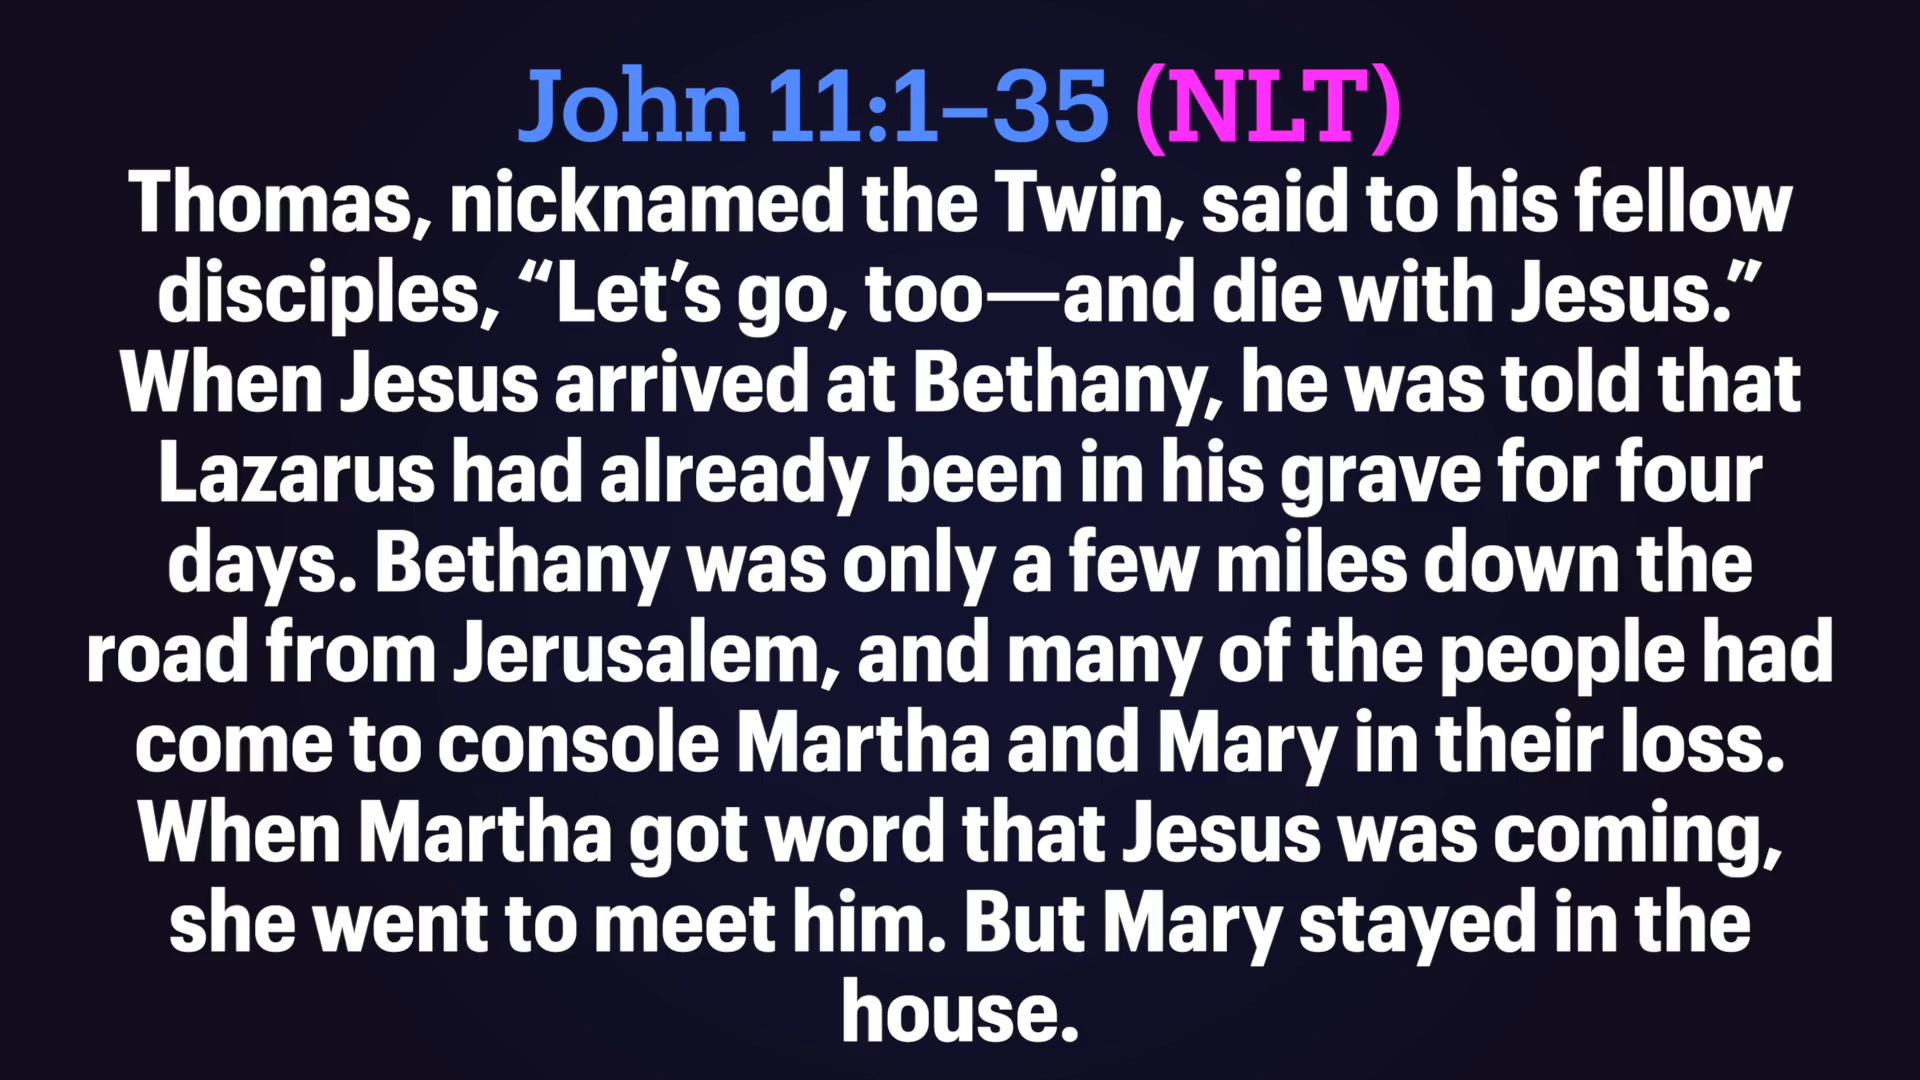 John 11:1–35 (NLT)
Thomas, nicknamed the Twin, said to his fellow
disciples, “Let’s go, too—and die with Jesus.”
When Jesus arrived at Bethany, he was told that
Lazarus had already been in his grave for four
days. Bethany was only a few miles down the
road from Jerusalem, and many of the people had
come to console Martha and Mary in their loss.
When Martha got word that Jesus was coming,
she went to meet him. But Mary stayed in the
house.